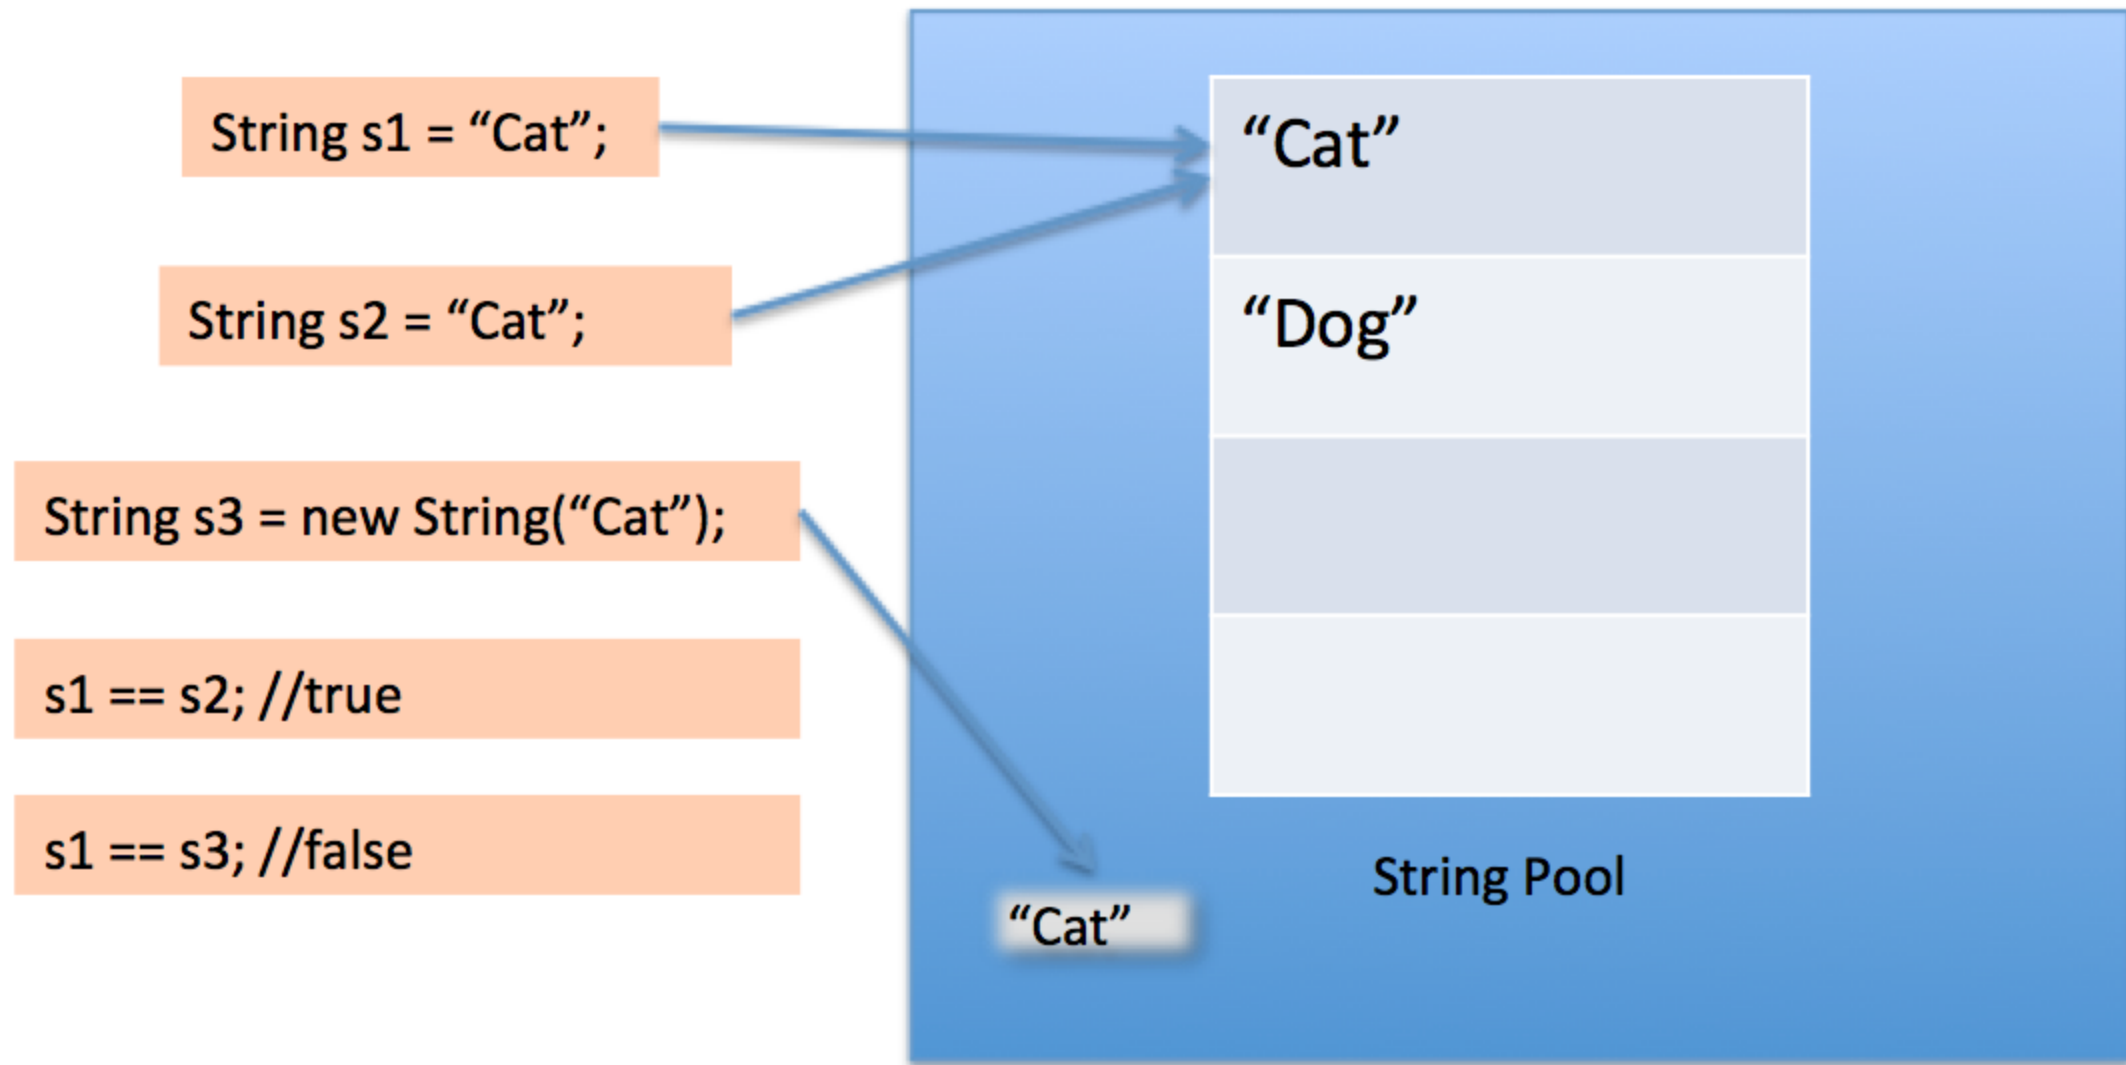 String s1 = “Cat”;
String s2 = “Cat”;
String s3 = new String(“Cat”);
s1 == s2; //true
s1 == s3; //false
“Cat”
“Dog”
String Pool
“Cat”